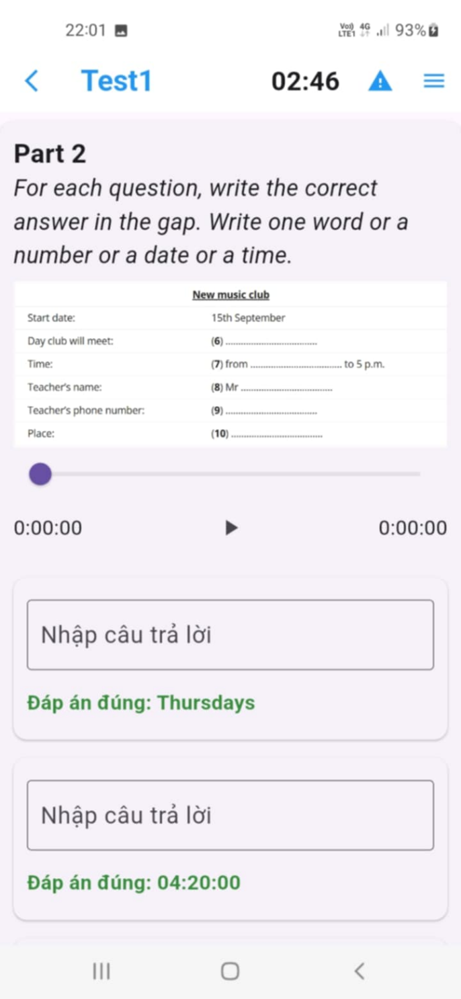 22:01 Vo)) LTE1 4G 93%
Test1 02:46
Part 2
For each question, write the correct
answer in the gap. Write one word or a
number or a date or a time.
New music club
Start date: 15th September
Day club will meet: (6) ....................................
Time: (7) from .................................... to 5 p.m.
Teacher's name: (8) Mr ....................................
Teacher's phone number: (9) ....................................
Place: (10) ....................................
0:00:00 0:00:00
Nhập câu trả lời
Đáp án đúng: Thursdays
Nhập câu trả lời
Đáp án đúng: 04:20:00